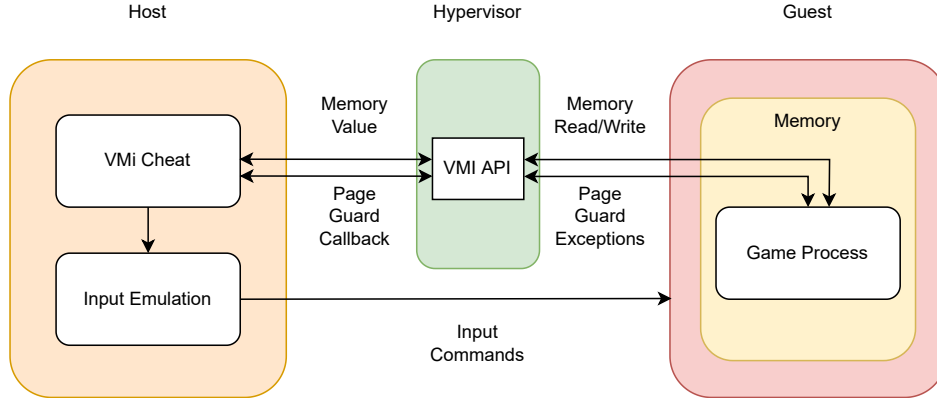 Host
Hypervisor
Guest
VMi Cheat
Memory
Value
VMI API
Memory
Read/Write
Memory
Page
Guard
Callback
Page
Guard
Exceptions
Game Process
Input Emulation
Input
Commands